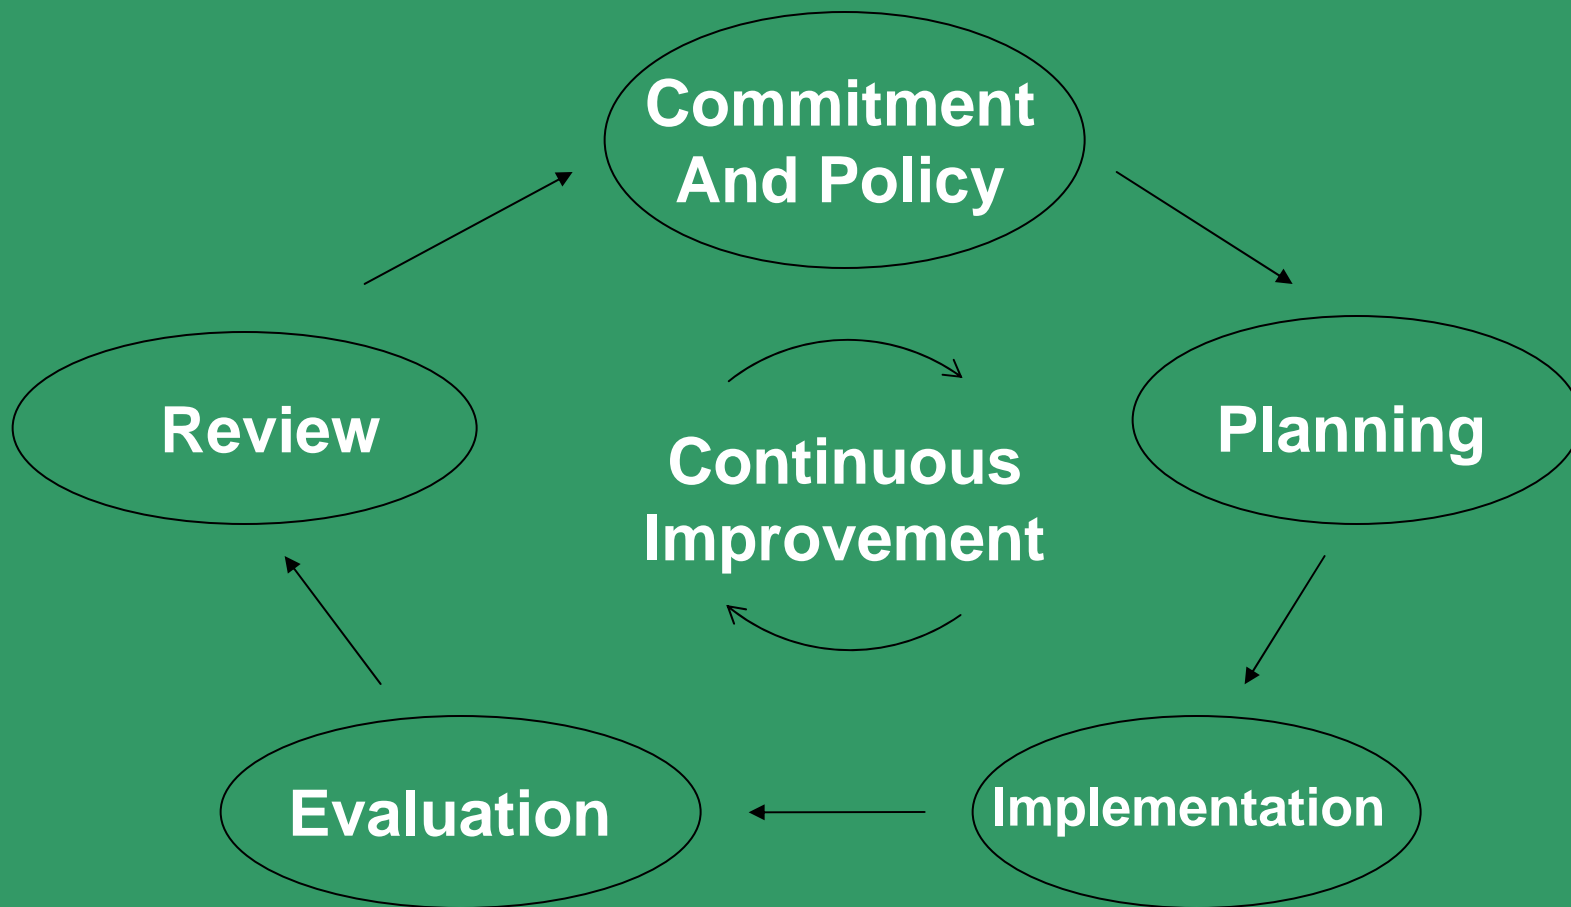 Commitment
And Policy
Review
Planning
Continuous
Improvement
Evaluation
Implementation